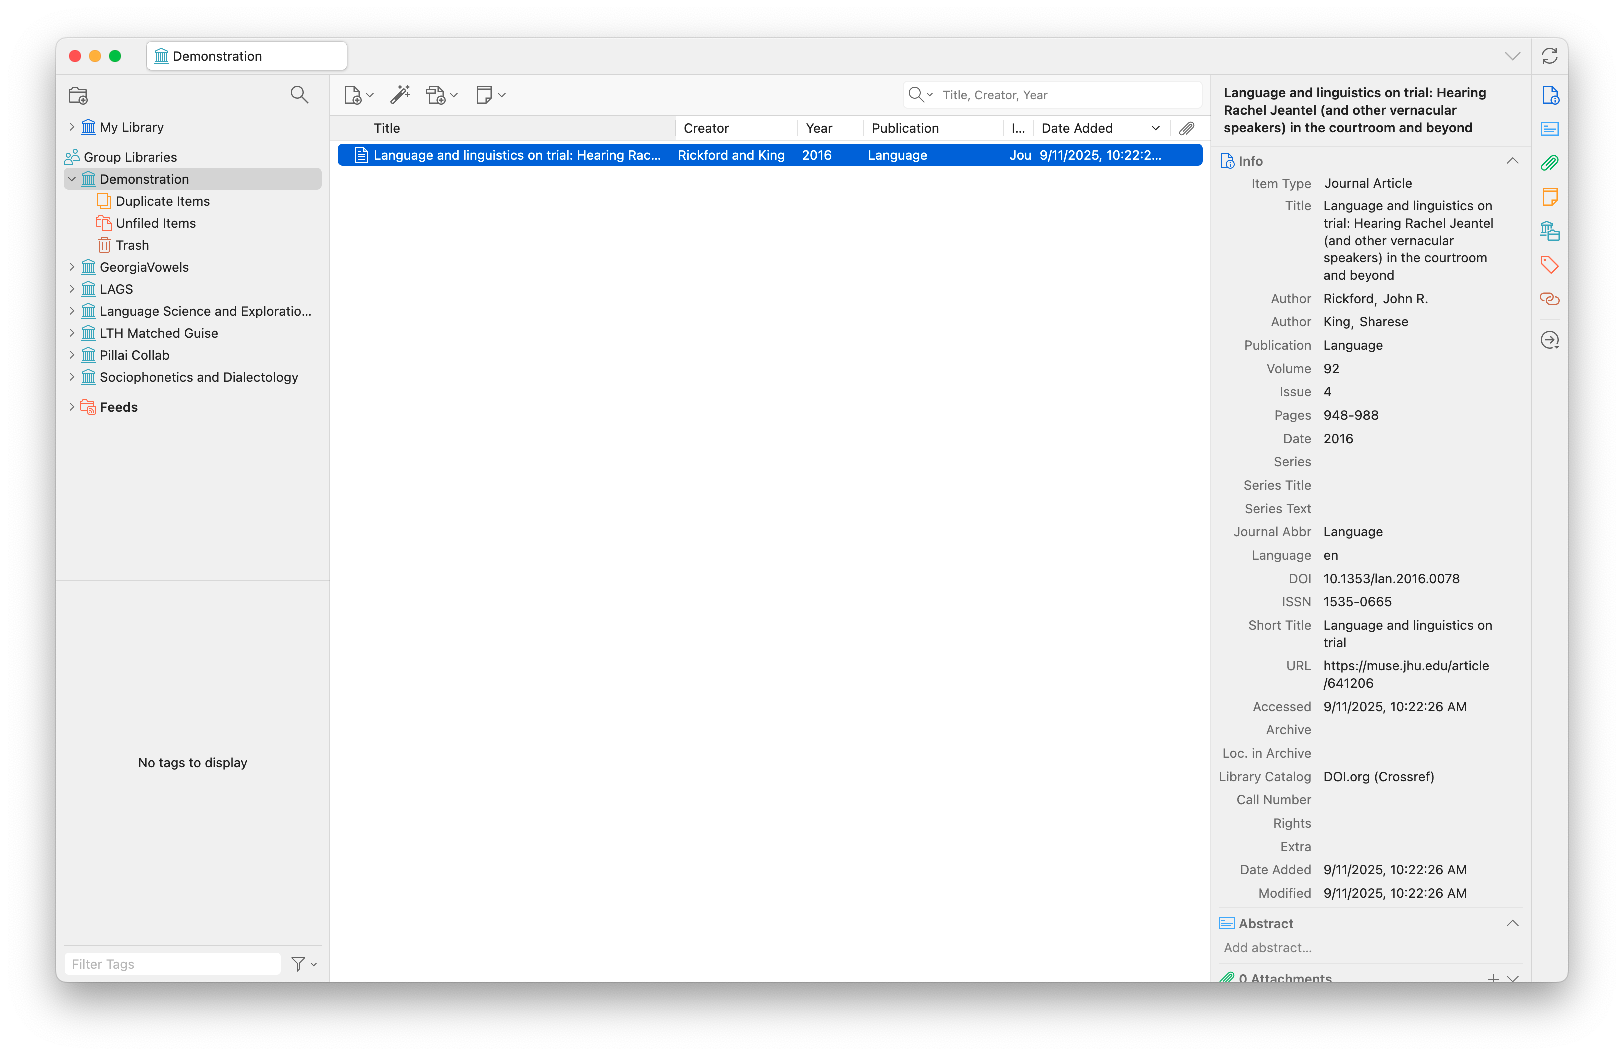 Demonstration
My Library
Group Libraries
Demonstration
Duplicate Items
Unfiled Items
Trash
GeorgiaVowels
LAGS
Language Science and Exploratio...
LTH Matched Guise
Pillai Collab
Sociophonetics and Dialectology
Feeds
No tags to display
Filter Tags
Title, Creator, Year
Title Creator Year Publication I... Date Added
Language and linguistics on trial: Hearing Rac... Rickford and King 2016 Language Jou 9/11/2025, 10:22:2...
Language and linguistics on trial: Hearing
Rachel Jeantel (and other vernacular
speakers) in the courtroom and beyond
Info
Item Type Journal Article
Title Language and linguistics on
trial: Hearing Rachel Jeantel
(and other vernacular
speakers) in the courtroom
and beyond
Author Rickford, John R.
Author King, Sharese
Publication Language
Volume 92
Issue 4
Pages 948-988
Date 2016
Series
Series Title
Series Text
Journal Abbr Language
Language en
DOI 10.1353/lan.2016.0078
ISSN 1535-0665
Short Title Language and linguistics on
trial
URL https://muse.jhu.edu/article
/641206
Accessed 9/11/2025, 10:22:26 AM
Archive
Loc. in Archive
Library Catalog DOI.org (Crossref)
Call Number
Rights
Extra
Date Added 9/11/2025, 10:22:26 AM
Modified 9/11/2025, 10:22:26 AM
Abstract
Add abstract...
0 Attachments